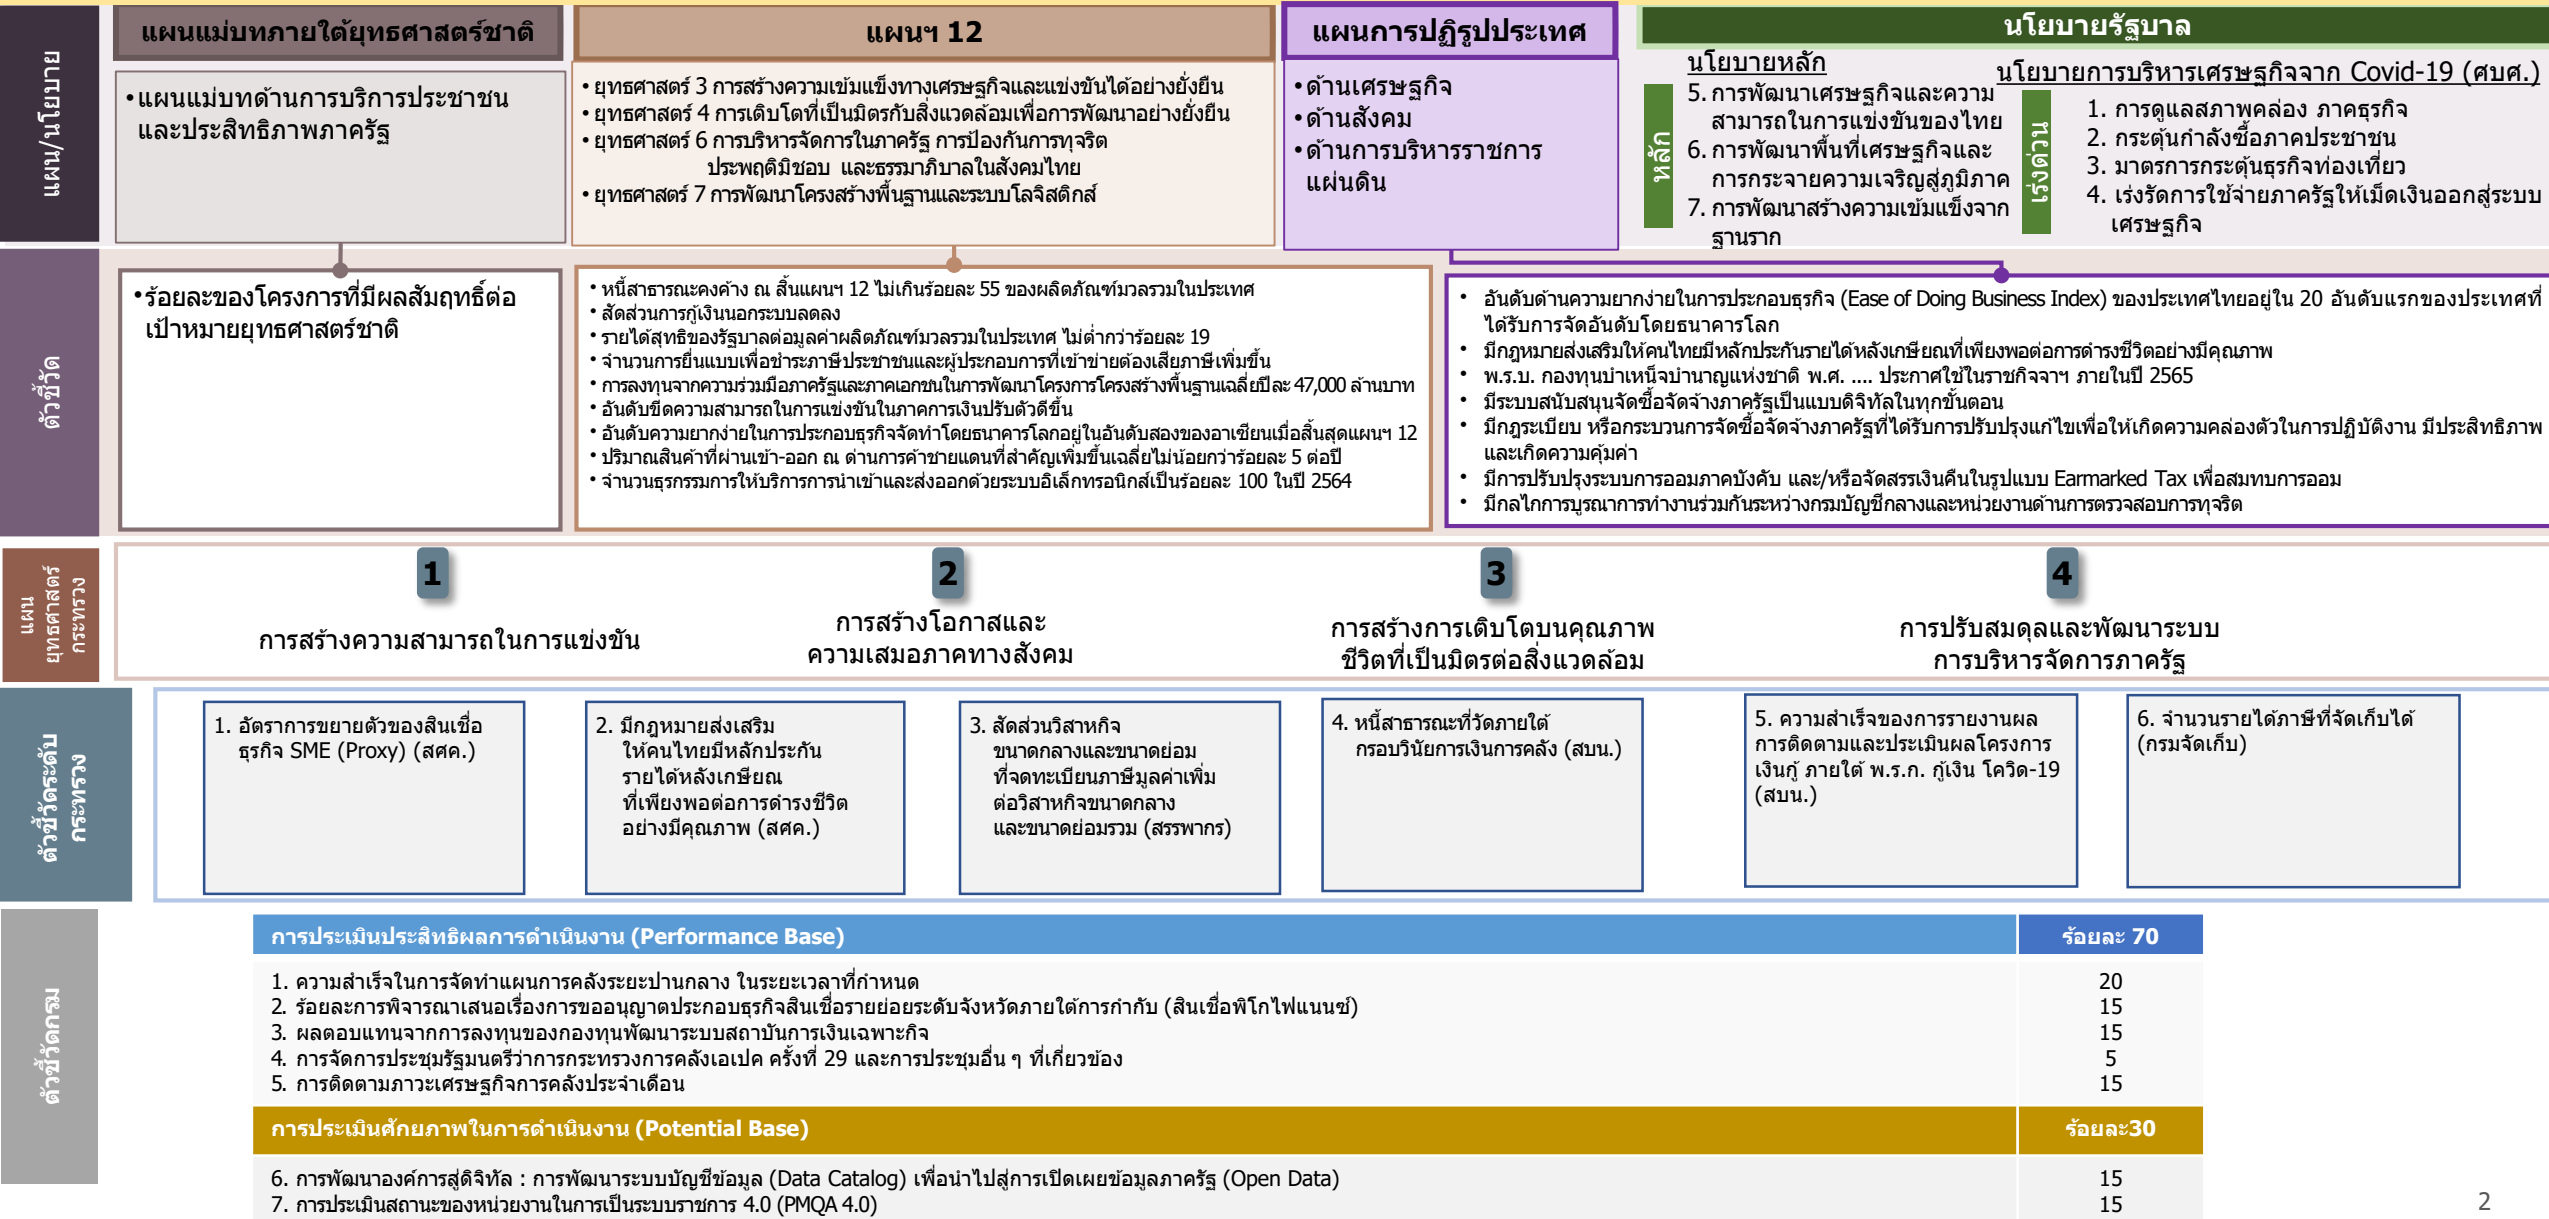 แผน/นโยบาย
แผนแม่บทภายใต้ยุทธศาสตร์ชาติ
•แผนแม่บทด้านการบริการประชาชน
และประสิทธิภาพภาครัฐ
แผนฯ 12
• ยุทธศาสตร์ 3 การสร้างความเข้มแข็งทางเศรษฐกิจและแข่งขันได้อย่างยั่งยืน
• ยุทธศาสตร์ 4 การเติบโตที่เป็นมิตรกับสิ่งแวดล้อมเพื่อการพัฒนาอย่างยั่งยืน
• ยุทธศาสตร์ 6 การบริหารจัดการในภาครัฐ การป้องกันการทุจริต
ประพฤติมิชอบ และธรรมาภิบาลในสังคมไทย
• ยุทธศาสตร์ 7 การพัฒนาโครงสร้างพื้นฐานและระบบโลจิสติกส์
แผนการปฏิรูปประเทศ
•ด้านเศรษฐกิจ
•ด้านสังคม
•ด้านการบริหารราชการ
แผ่นดิน
นโยบายรัฐบาล
นโยบายหลัก
หลัก
5. การพัฒนาเศรษฐกิจและความ
สามารถในการแข่งขันของไทย
6. การพัฒนาพื้นที่เศรษฐกิจและ
การกระจายความเจริญสู่ภูมิภาค
7. การพัฒนาสร้างความเข้มแข็งจาก
ฐานราก
นโยบายการบริหารเศรษฐกิจจาก Covid-19 (ศบศ.)
เร่งด่วน
1. การดูแลสภาพคล่อง ภาคธุรกิจ
2. กระตุ้นกำลังซื้อภาคประชาชน
3. มาตรการกระตุ้นธุรกิจท่องเที่ยว
4. เร่งรัดการใช้จ่ายภาครัฐให้เม็ดเงินออกสู่ระบบ
เศรษฐกิจ
ตัวชี้วัด
•ร้อยละของโครงการที่มีผลสัมฤทธิ์ต่อ
เป้าหมายยุทธศาสตร์ชาติ
• หนี้สาธารณะคงค้าง ณ สิ้นแผนฯ 12 ไม่เกินร้อยละ 55 ของผลิตภัณฑ์มวลรวมในประเทศ
• สัดส่วนการกู้เงินนอกระบบลดลง
• รายได้สุทธิของรัฐบาลต่อมูลค่าผลิตภัณฑ์มวลรวมในประเทศ ไม่ต่ำกว่าร้อยละ 19
• จำนวนการยื่นแบบเพื่อชำระภาษีประชาชนและผู้ประกอบการที่เข้าข่ายต้องเสียภาษีเพิ่มขึ้น
• การลงทุนจากความร่วมมือภาครัฐและภาคเอกชนในการพัฒนาโครงการโครงสร้างพื้นฐานเฉลี่ยปีละ 47,000 ล้านบาท
• อันดับขีดความสามารถในการแข่งขันในภาคการเงินปรับตัวดีขึ้น
• อันดับความยากง่ายในการประกอบธุรกิจจัดทำโดยธนาคารโลกอยู่ในอันดับสองของอาเซียนเมื่อสิ้นสุดแผนฯ 12
• ปริมาณสินค้าที่ผ่านเข้า-ออก ณ ด่านการค้าชายแดนที่สำคัญเพิ่มขึ้นเฉลี่ยไม่น้อยกว่าร้อยละ 5 ต่อปี
• จำนวนธุรกรรมการให้บริการการนำเข้าและส่งออกด้วยระบบอิเล็กทรอนิกส์เป็นร้อยละ 100 ในปี 2564
• อันดับด้านความยากง่ายในการประกอบธุรกิจ (Ease of Doing Business Index) ของประเทศไทยอยู่ใน 20 อันดับแรกของประเทศที่
ได้รับการจัดอันดับโดยธนาคารโลก
• มีกฎหมายส่งเสริมให้คนไทยมีหลักประกันรายได้หลังเกษียณที่เพียงพอต่อการดำรงชีวิตอย่างมีคุณภาพ
• พ.ร.บ. กองทุนบำเหน็จบำนาญแห่งชาติ พ.ศ. .... ประกาศใช้ในราชกิจจาฯ ภายในปี 2565
• มีระบบสนับสนุนจัดซื้อจัดจ้างภาครัฐเป็นแบบดิจิทัลในทุกขั้นตอน
• มีกฎระเบียบ หรือกระบวนการจัดซื้อจัดจ้างภาครัฐที่ได้รับการปรับปรุงแก้ไขเพื่อให้เกิดความคล่องตัวในการปฏิบัติงาน มีประสิทธิภาพ
และเกิดความคุ้มค่า
• มีการปรับปรุงระบบการออมภาคบังคับ และ/หรือจัดสรรเงินคืนในรูปแบบ Earmarked Tax เพื่อสมทบการออม
• มีกลไกการบูรณาการทำงานร่วมกันระหว่างกรมบัญชีกลางและหน่วยงานด้านการตรวจสอบการทุจริต
แผน
ยุทธศาสตร์
กระทรวง
1
การสร้างความสามารถในการแข่งขัน
2
การสร้างโอกาสและ
ความเสมอภาคทางสังคม
3
การสร้างการเติบโตบนคุณภาพ
ชีวิตที่เป็นมิตรต่อสิ่งแวดล้อม
4
การปรับสมดุลและพัฒนาระบบ
การบริหารจัดการภาครัฐ
ตัวชี้วัดระดับ
กระทรวง
1. อัตราการขยายตัวของสินเชื่อ
ธุรกิจ SME (Proxy) (สศค.)
2. มีกฎหมายส่งเสริม
ให้คนไทยมีหลักประกัน
รายได้หลังเกษียณ
ที่เพียงพอต่อการดำรงชีวิต
อย่างมีคุณภาพ (สศค.)
3. สัดส่วนวิสาหกิจ
ขนาดกลางและขนาดย่อม
ที่จดทะเบียนภาษีมูลค่าเพิ่ม
ต่อวิสาหกิจขนาดกลาง
และขนาดย่อมรวม (สรรพากร)
4. หนี้สาธารณะที่วัดภายใต้
กรอบวินัยการเงินการคลัง (สบน.)
5. ความสำเร็จของการรายงานผล
การติดตามและประเมินผลโครงการ
เงินกู้ ภายใต้ พ.ร.ก. กู้เงิน โควิด-19
(สบน.)
6. จำนวนรายได้ภาษีที่จัดเก็บได้
(กรมจัดเก็บ)
ตัวชี้วัดกรม
การประเมินประสิทธิผลการดำเนินงาน (Performance Base) ร้อยละ 70
1. ความสำเร็จในการจัดทำแผนการคลังระยะปานกลาง ในระยะเวลาที่กำหนด 20
2. ร้อยละการพิจารณาเสนอเรื่องการขออนุญาตประกอบธุรกิจสินเชื่อรายย่อยระดับจังหวัดภายใต้การกำกับ (สินเชื่อพิโกไฟแนนซ์) 15
3. ผลตอบแทนจากการลงทุนของกองทุนพัฒนาระบบสถาบันการเงินเฉพาะกิจ 15
4. การจัดการประชุมรัฐมนตรีว่าการกระทรวงการคลังเอเปค ครั้งที่ 29 และการประชุมอื่น ๆ ที่เกี่ยวข้อง 5
5. การติดตามภาวะเศรษฐกิจการคลังประจำเดือน 15
การประเมินศักยภาพในการดำเนินงาน (Potential Base) ร้อยละ30
6. การพัฒนาองค์การสู่ดิจิทัล : การพัฒนาระบบบัญชีข้อมูล (Data Catalog) เพื่อนำไปสู่การเปิดเผยข้อมูลภาครัฐ (Open Data) 15
7. การประเมินสถานะของหน่วยงานในการเป็นระบบราชการ 4.0 (PMQA 4.0) 15
2